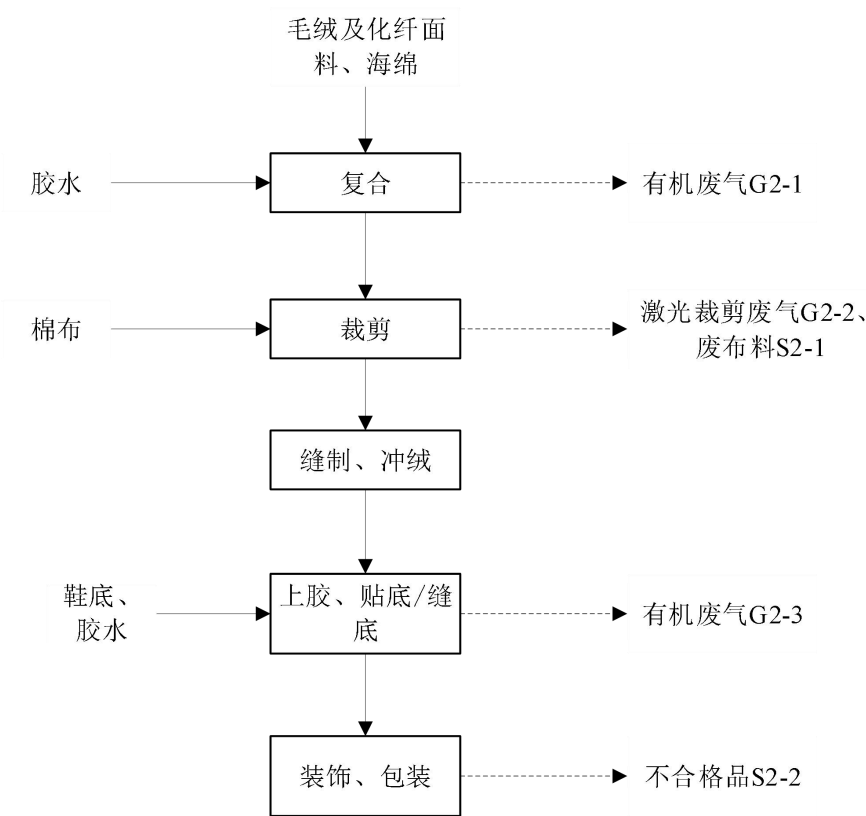 毛绒及化纤面
料、海绵
胶水
复合
有机废气G2-1
棉布
裁剪
激光裁剪废气G2-2、
废布料S2-1
缝制、冲绒
鞋底、
胶水
上胶、贴底/缝
底
有机废气G2-3
装饰、包装
不合格品S2-2